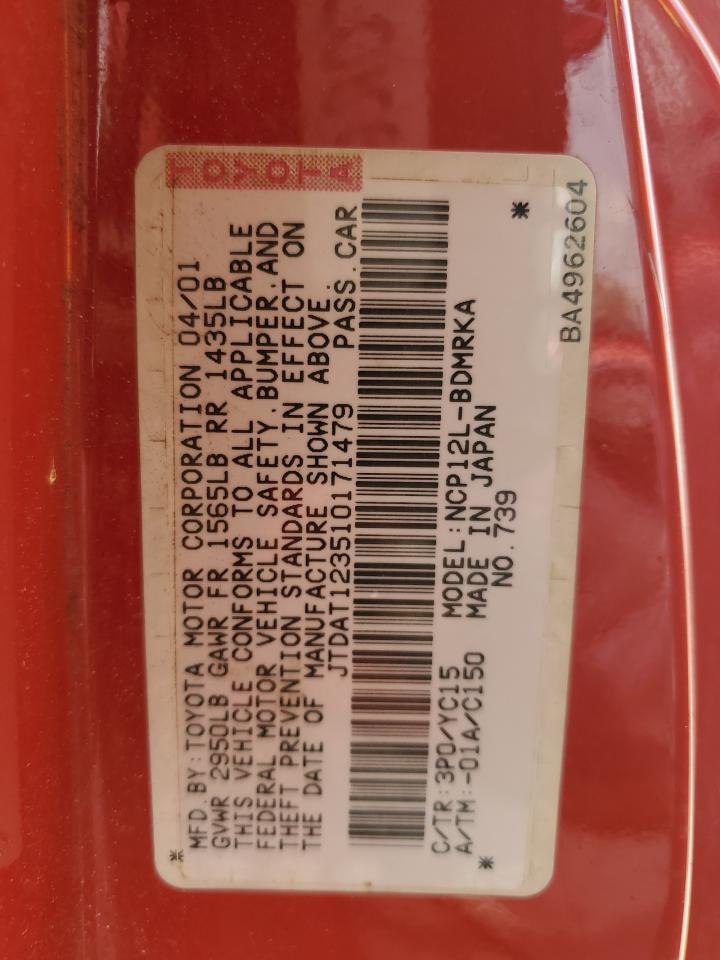 TOYOTA
MFD.BY:TOYOTA MOTOR CORPORATION 04/01
GVWR 2950LB GAWR FR 1565LB RR 1435LB
THIS VEHICLE CONFORMS TO ALL APPLICABLE
FEDERAL MOTOR VEHICLE SAFETY,BUMPER,AND
THEFT PREVENTION STANDARDS IN EFFECT ON
THE DATE OF MANUFACTURE SHOWN ABOVE.
JTDAT123510171479 PASS.CAR
C/TR:3P0/YC15 MODEL:NCP12L-BDMRKA
A/TM:-01A/C150 MADE IN JAPAN
NO.739
BA4962604